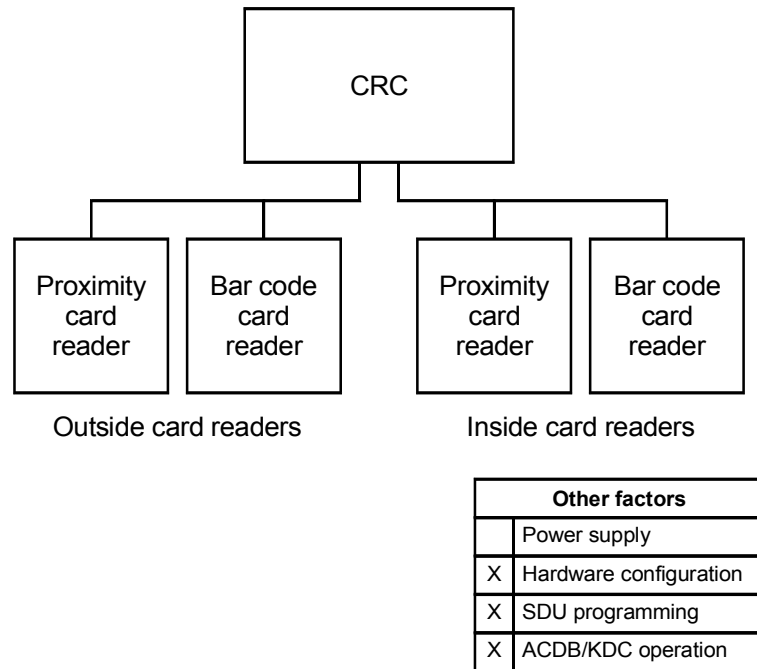 CRC
Proximity
card
reader
Bar code
card
reader
Proximity
card
reader
Bar code
card
reader
Outside card readers
Inside card readers
Other factors
Power supply
X Hardware configuration
X SDU programming
X ACDB/KDC operation